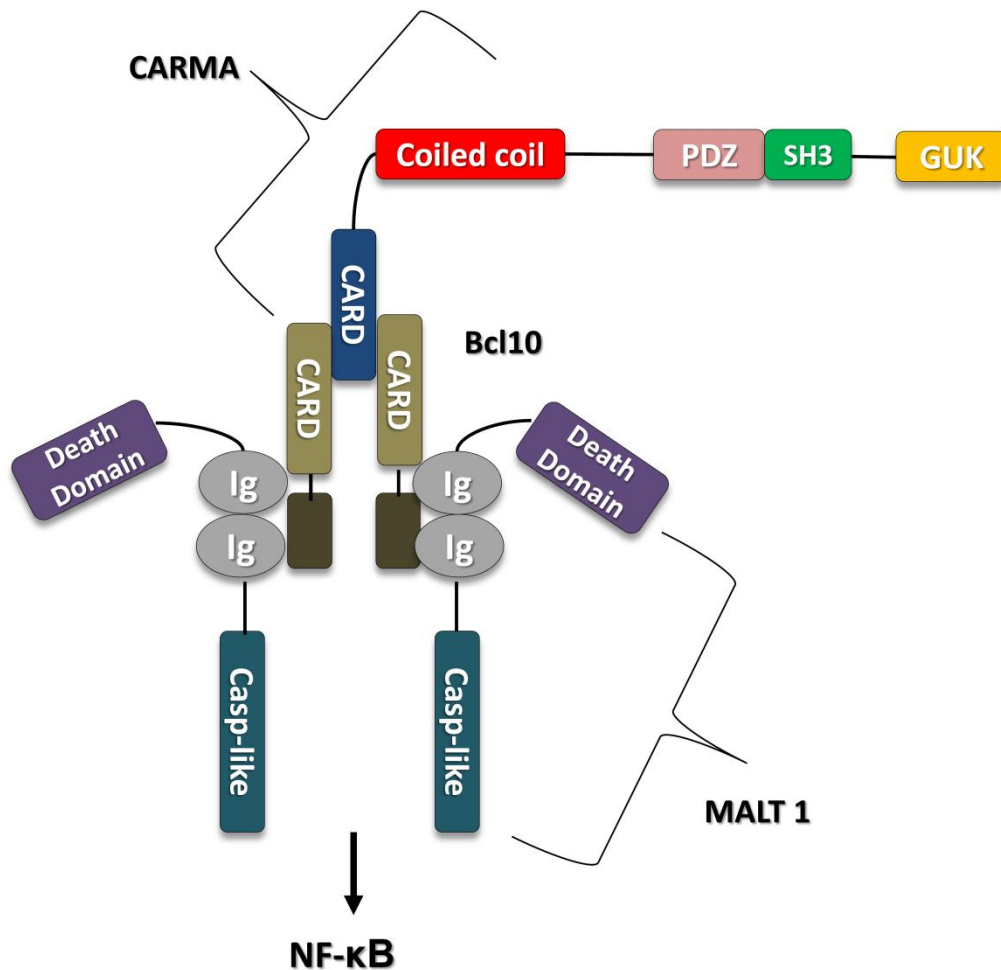 CARMA
Coiled coil
PDZ
SH3
GUK
CARD
CARD
CARD
Bcl10
Death
Domain
Ig
Ig
Death
Domain
Ig
Ig
Casp-like
Casp-like
MALT 1
NF-κB